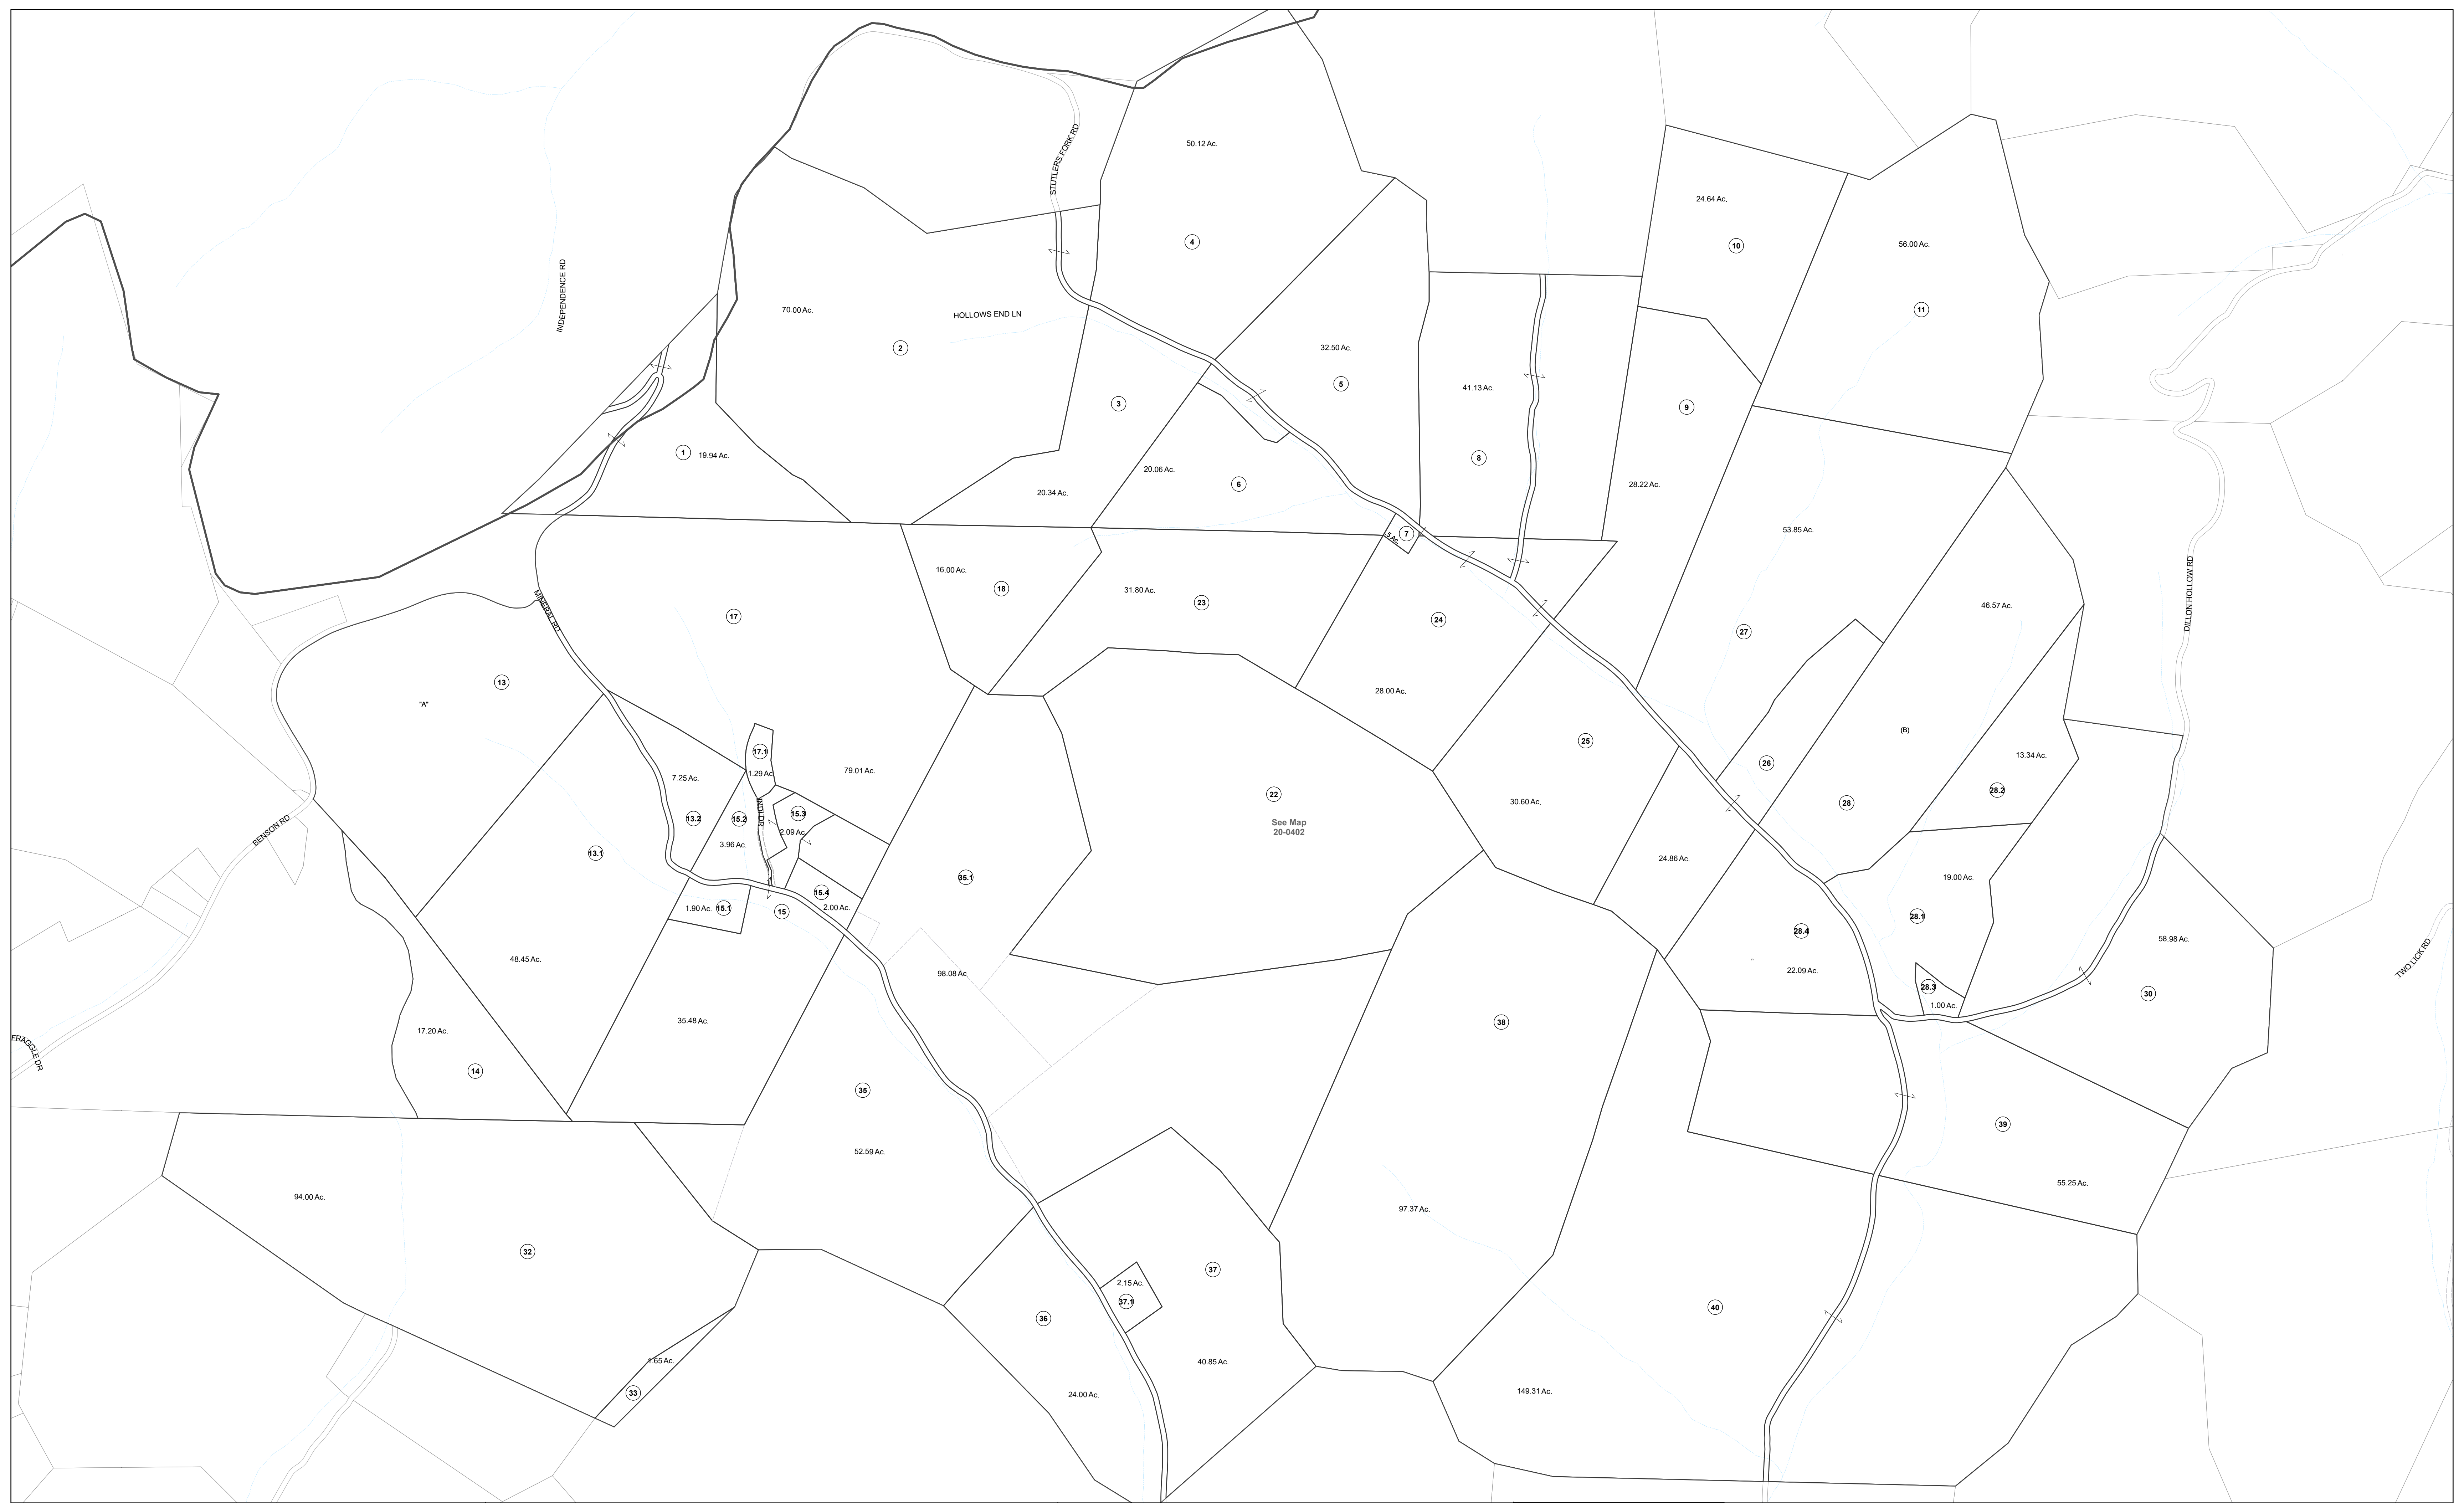 STUTLERS FORK RD
50.12 Ac.
24.64 Ac.
4
10
56.00 Ac.
INDEPENDENCE RD
70.00 Ac.
HOLLOWS END LN
11
2
32.50 Ac.
5
41.13 Ac.
3
9
1
19.94 Ac.
20.06 Ac.
8
20.34 Ac.
6
28.22 Ac.
7
.5 Ac.
53.85 Ac.
16.00 Ac.
18
31.80 Ac.
23
MINERAL RD
17
24
27
46.57 Ac.
DILLON HOLLOW RD
13
"A"
28.00 Ac.
25
(B)
17.1
1.29 Ac.
79.01 Ac.
7.25 Ac.
13.34 Ac.
26
22
28.2
30.60 Ac.
28
INDI DR
15.3
13.2
15.2
See Map
20-0402
BENSON RD
2.09 Ac.
3.96 Ac.
13.1
24.86 Ac.
35.1
19.00 Ac.
15.4
1.90 Ac.
15.1
15
2.00 Ac.
28.1
28.4
58.98 Ac.
48.45 Ac.
98.08 Ac.
22.09 Ac.
TWO LICK RD
28.3
30
1.00 Ac.
35.48 Ac.
38
17.20 Ac.
FRAGGLE DR
14
35
39
52.59 Ac.
94.00 Ac.
55.25 Ac.
97.37 Ac.
32
37
2.15 Ac.
37.1
40
36
1.65 Ac.
40.85 Ac.
33
24.00 Ac.
149.31 Ac.